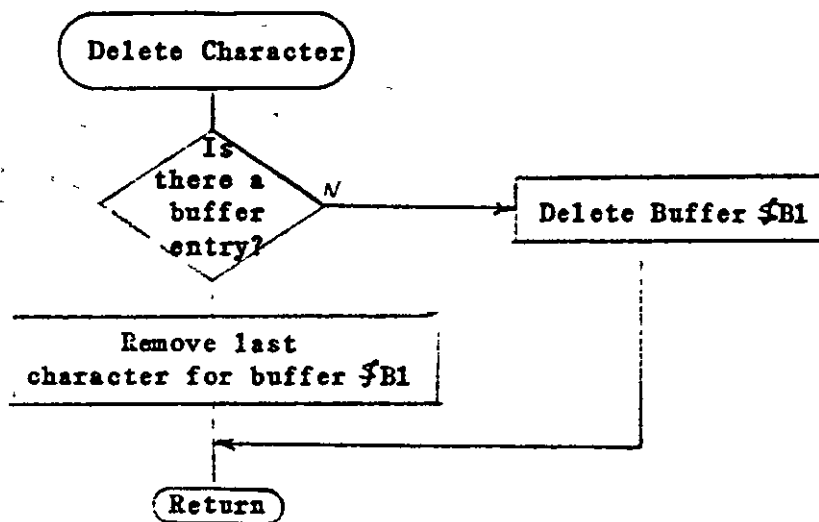 Delete Character
Is
there a
buffer
entry?
N
Delete Buffer $B1
Remove last
character for buffer $B1
Return